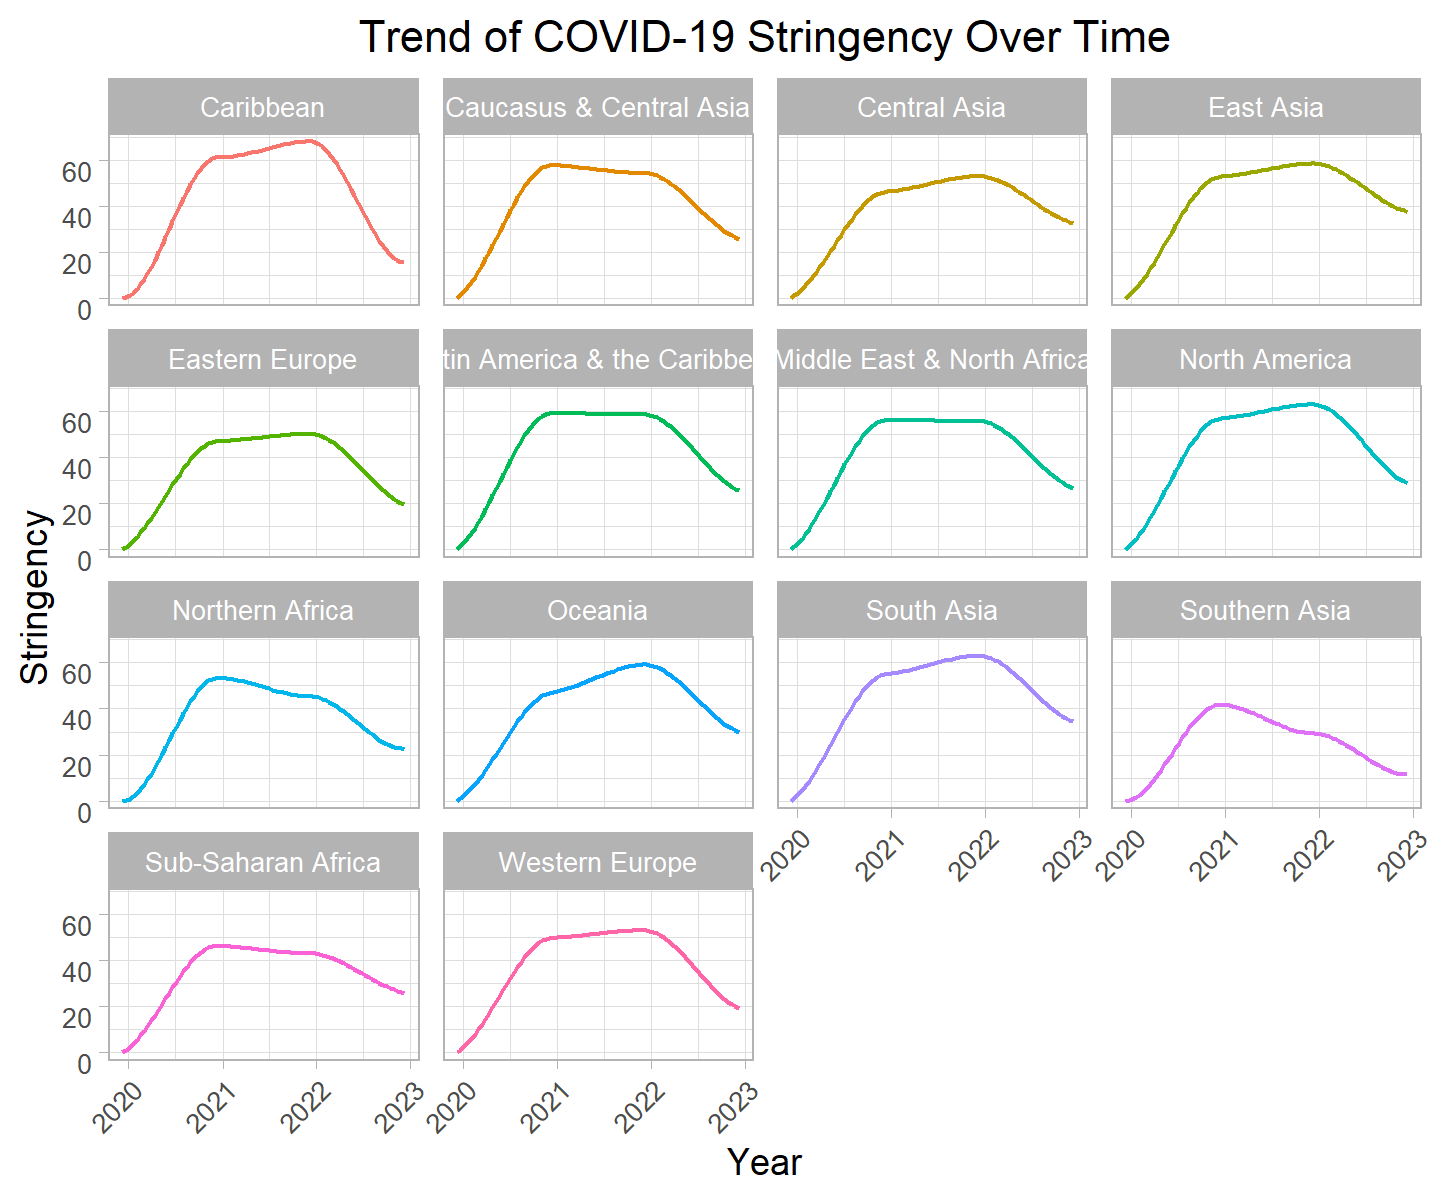 Trend of COVID-19 Stringency Over Time
Caribbean
Caucasus & Central Asia
Central Asia
East Asia
60
40
20
0
Eastern Europe
tin America & the Caribbe
Middle East & North Africa
North America
60
40
20
0
Stringency
Northern Africa
Oceania
South Asia
Southern Asia
60
40
20
0
2020
2021
2022
2023
2020
2021
2022
2023
Sub-Saharan Africa
Western Europe
60
40
20
0
2020
2021
2022
2023
2020
2021
2022
2023
Year